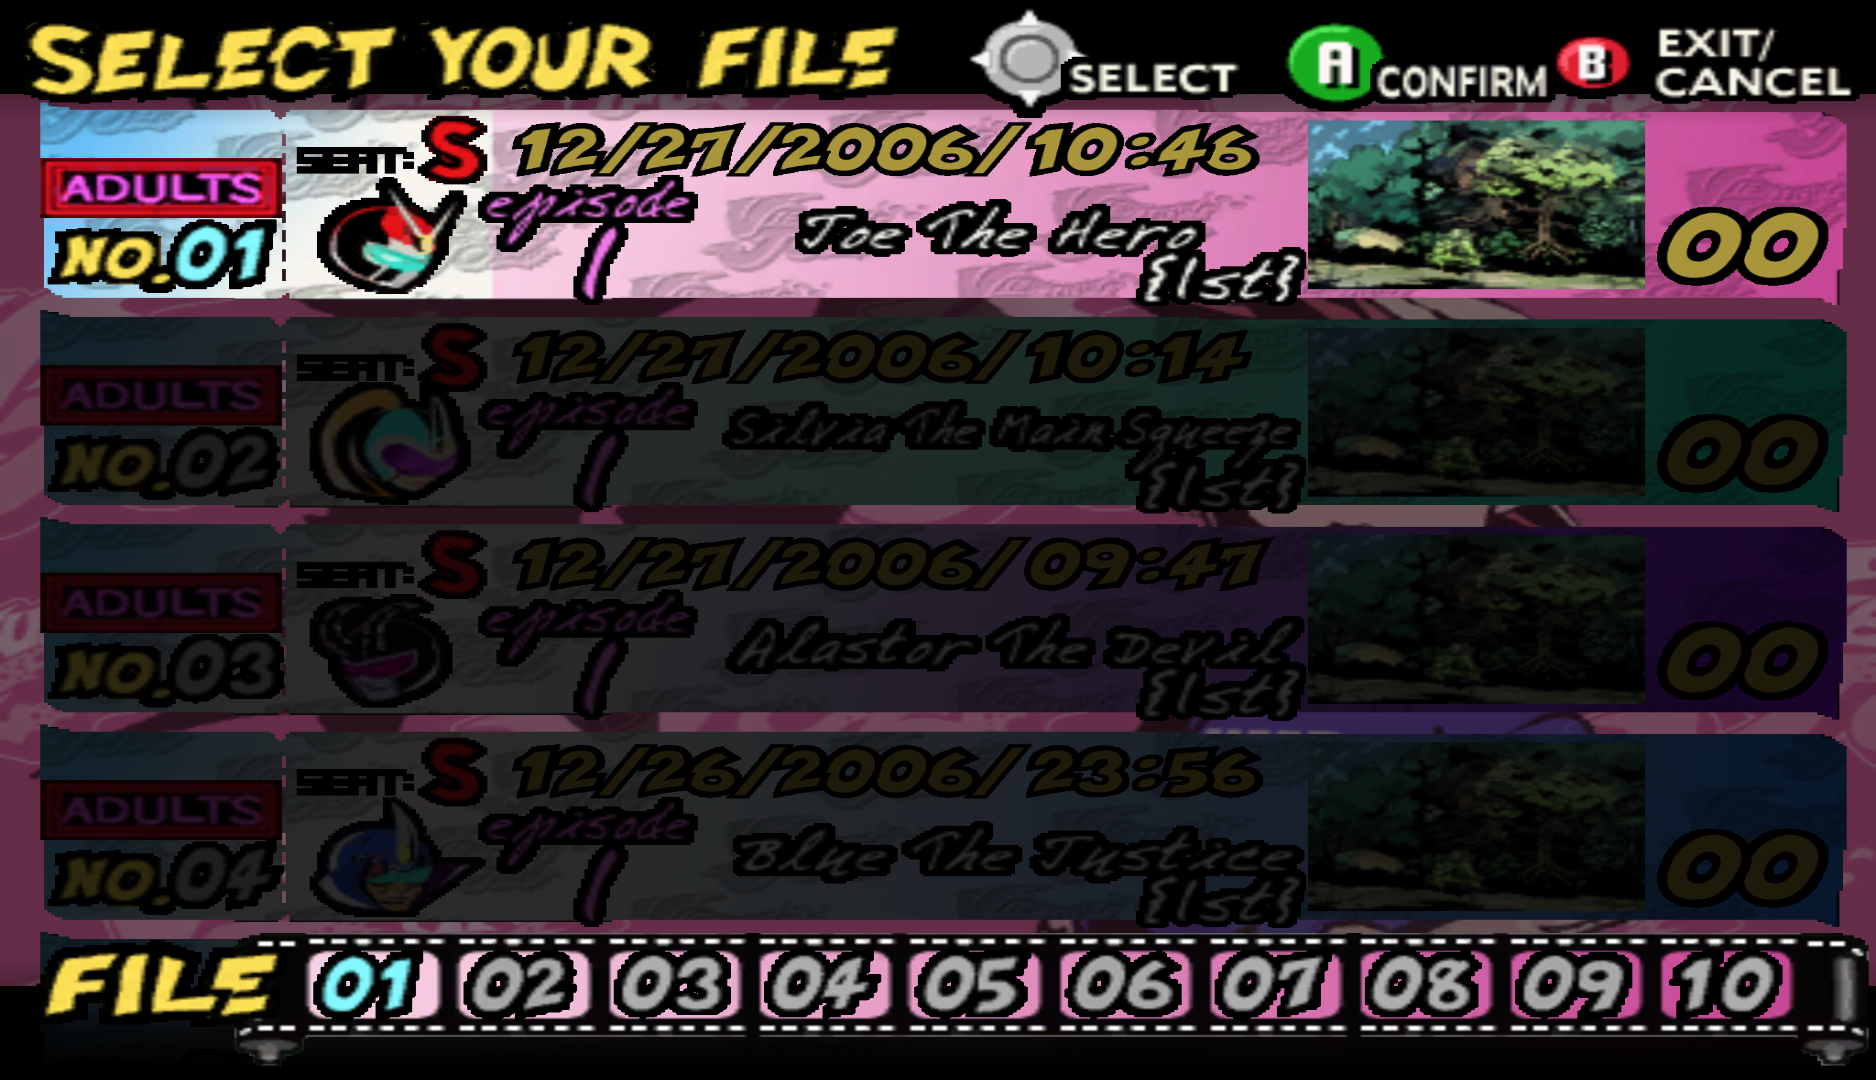 SELECT YOUR FILE
SELECT
A CONFIRM
B EXIT/
CANCEL
ADULTS
NO.01
SEAT: S
12/27/2006/10:46
episode
1
Joe The Hero
{1st}
00
ADULTS
NO.02
SEAT: S
12/27/2006/10:14
episode
1
Silvia The Main Squeeze
{1st}
00
ADULTS
NO.03
SEAT: S
12/27/2006/09:47
episode
1
Alastor The Devil
{1st}
00
ADULTS
NO.04
SEAT: S
12/26/2006/23:56
episode
1
Blue The Justice
{1st}
00
FILE 01 02 03 04 05 06 07 08 09 10